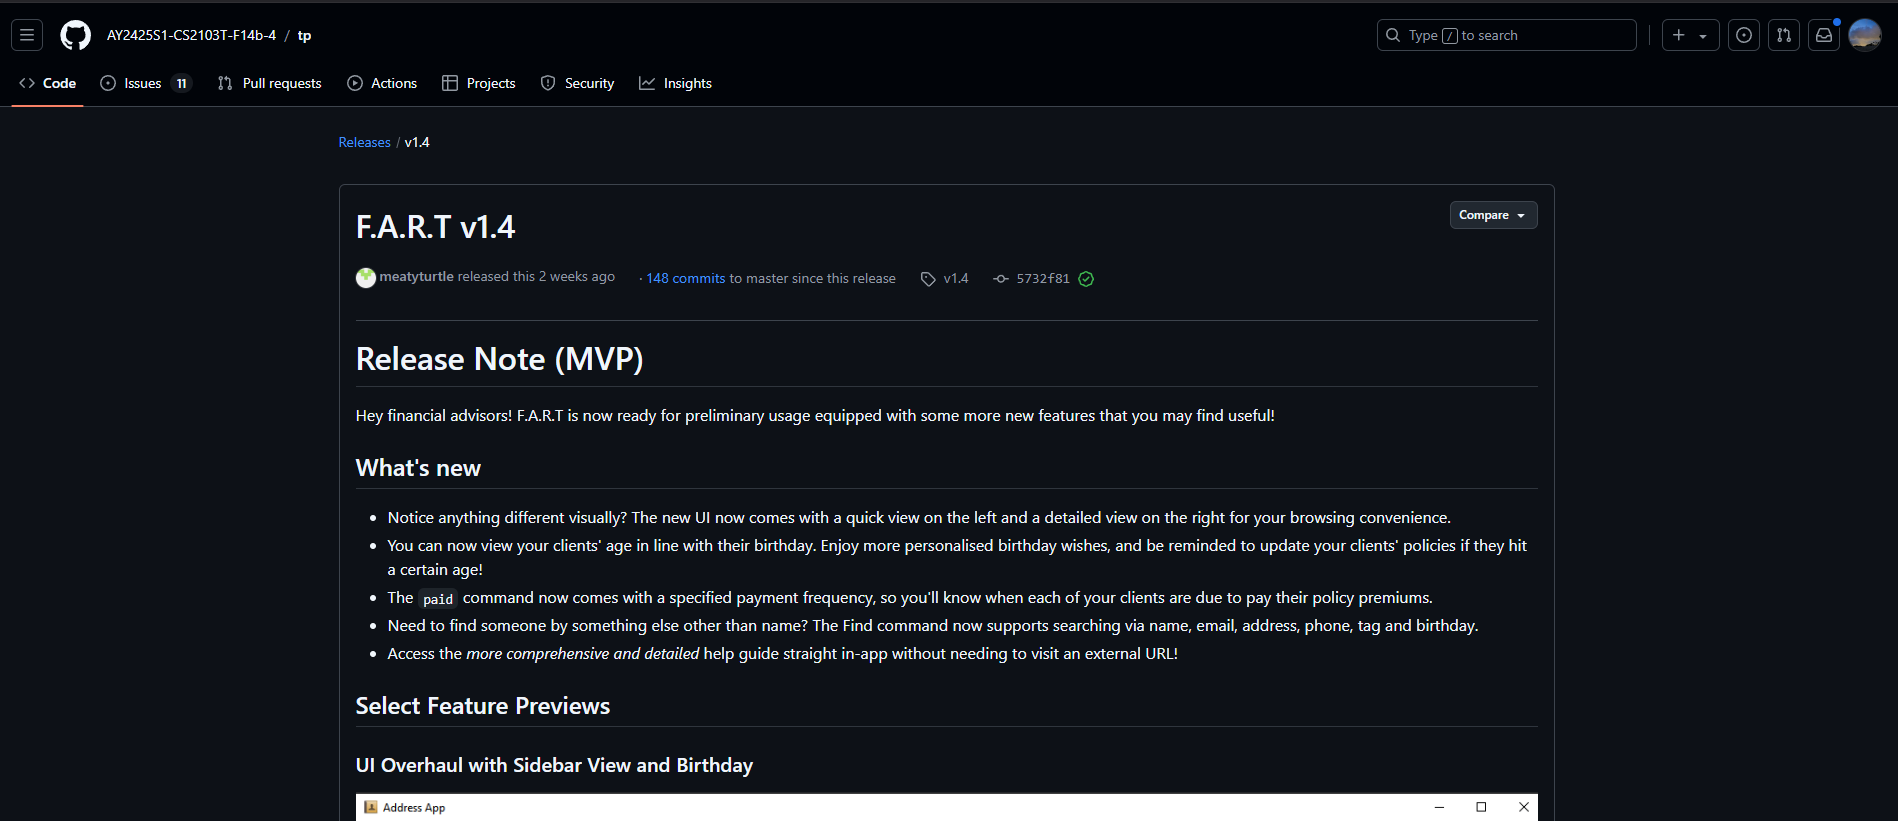 AY2425S1-CS2103T-F14b-4 / tp
Type / to search
Code
Issues 11
Pull requests
Actions
Projects
Security
Insights
Releases / v1.4
F.A.R.T v1.4
Compare
meatyturtle released this 2 weeks ago · 148 commits to master since this release v1.4 5732f81
Release Note (MVP)
Hey financial advisors! F.A.R.T is now ready for preliminary usage equipped with some more new features that you may find useful!
What's new
• Notice anything different visually? The new UI now comes with a quick view on the left and a detailed view on the right for your browsing convenience.
• You can now view your clients' age in line with their birthday. Enjoy more personalised birthday wishes, and be reminded to update your clients' policies if they hit
a certain age!
• The paid command now comes with a specified payment frequency, so you'll know when each of your clients are due to pay their policy premiums.
• Need to find someone by something else other than name? The Find command now supports searching via name, email, address, phone, tag and birthday.
• Access the more comprehensive and detailed help guide straight in-app without needing to visit an external URL!
Select Feature Previews
UI Overhaul with Sidebar View and Birthday
Address App